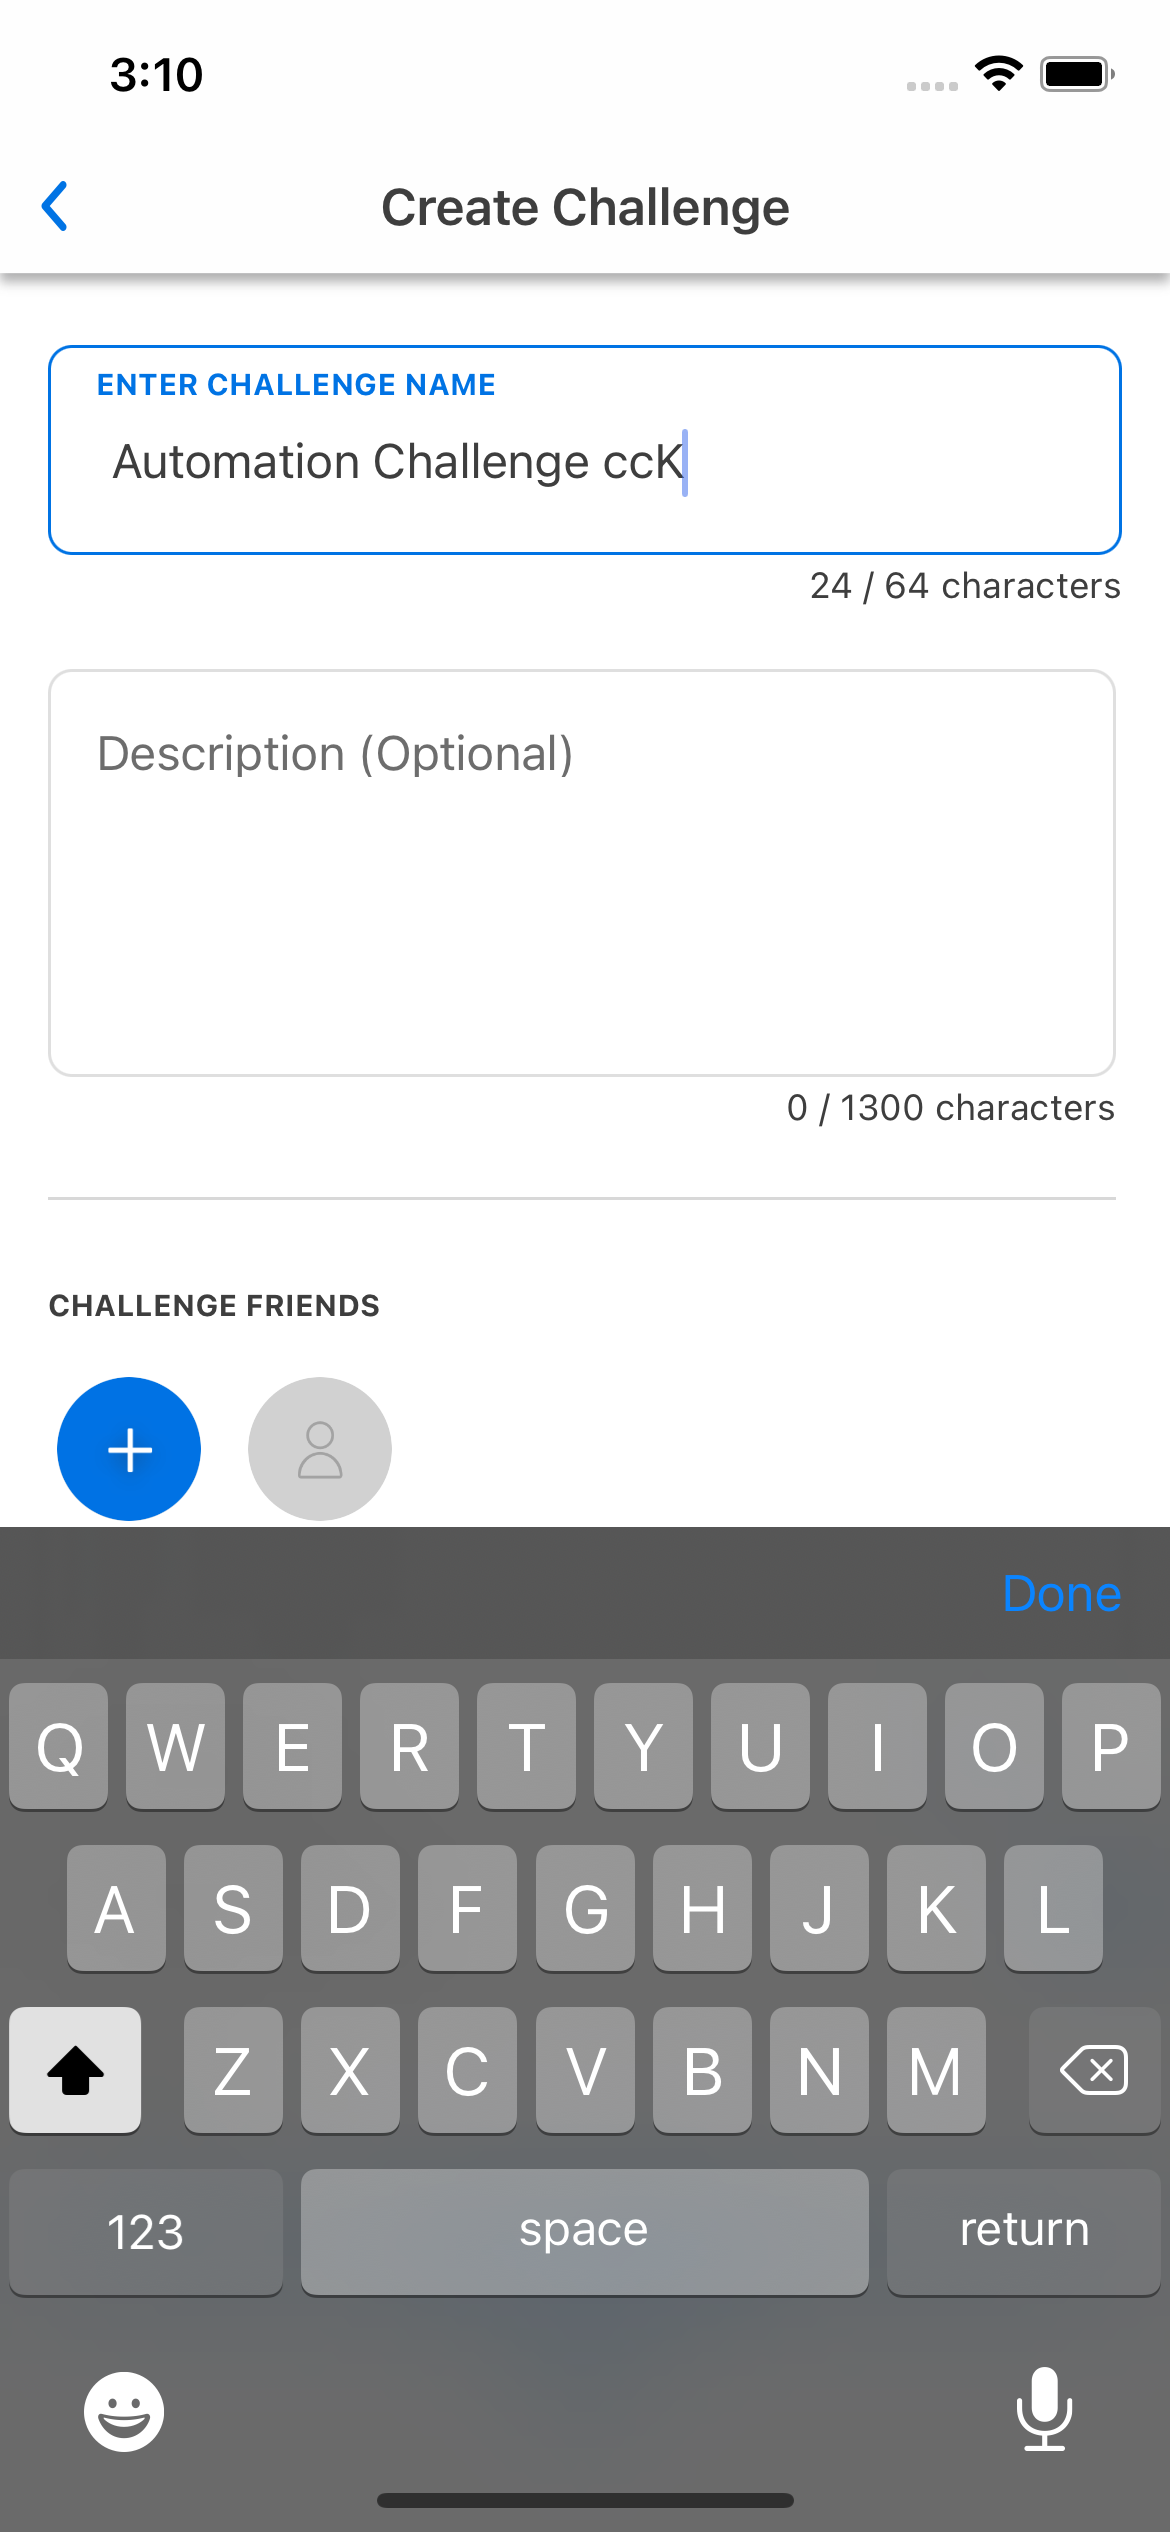 3:10
Create Challenge
ENTER CHALLENGE NAME
Automation Challenge ccK
24 / 64 characters
Description (Optional)
0 / 1300 characters
CHALLENGE FRIENDS
Done
Q W E R T Y U I O P
A S D F G H J K L
Z X C V B N M
123 space return